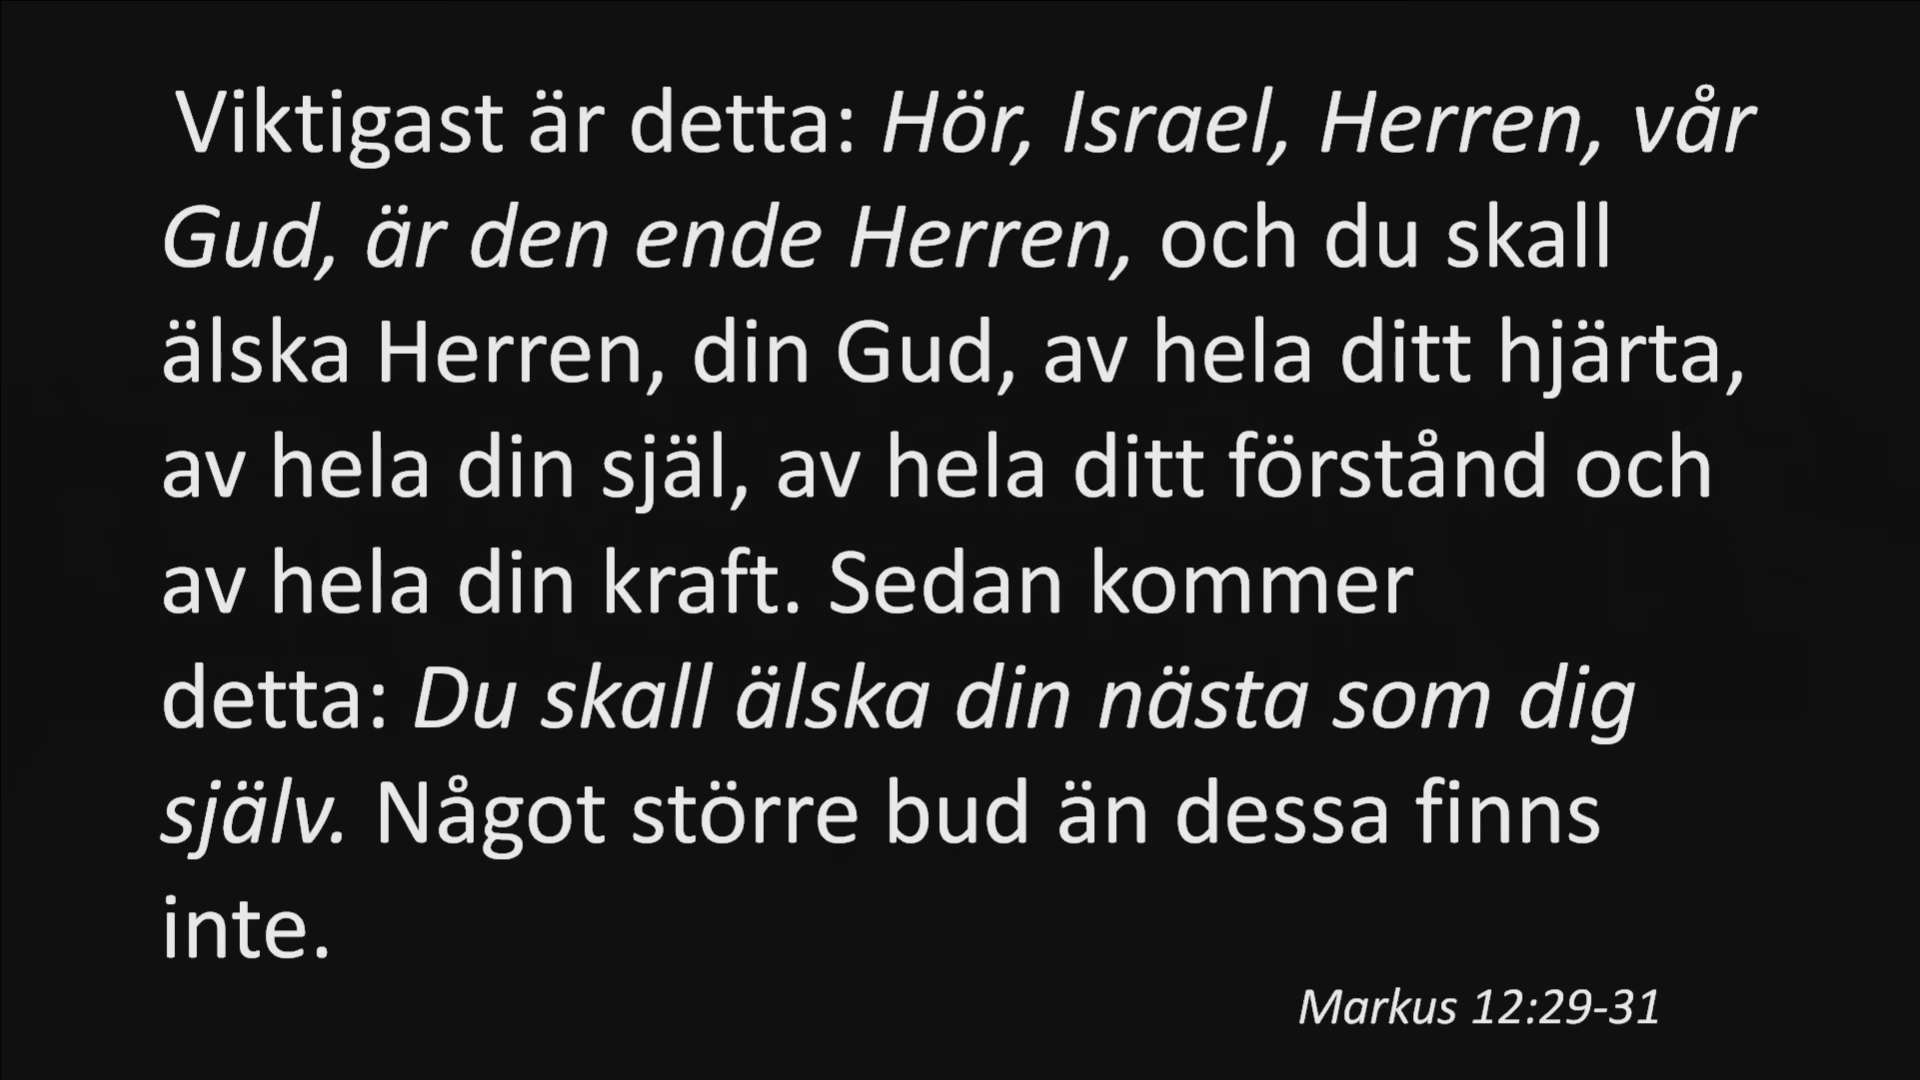 Viktigast är detta: Hör, Israel, Herren, vår
Gud, är den ende Herren, och du skall
älska Herren, din Gud, av hela ditt hjärta,
av hela din själ, av hela ditt förstånd och
av hela din kraft. Sedan kommer
detta: Du skall älska din nästa som dig
själv. Något större bud än dessa finns
inte.
Markus 12:29-31